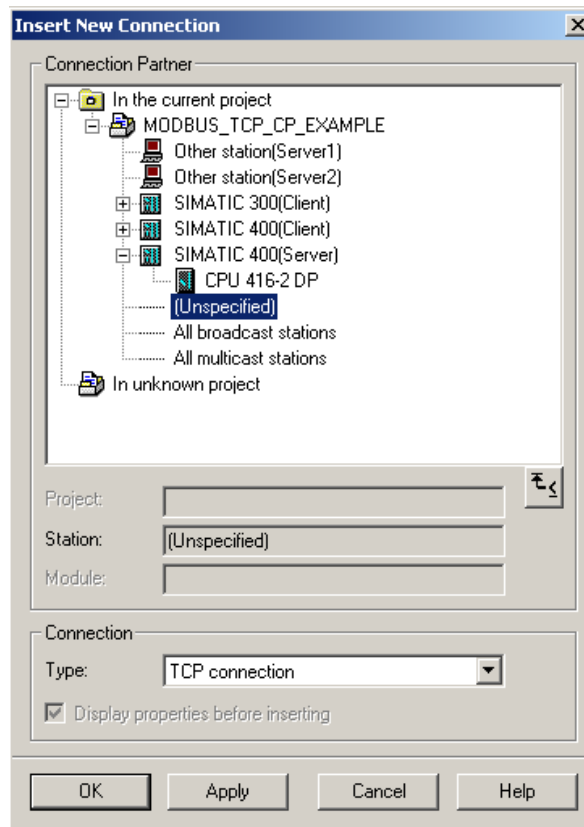 Insert New Connection
Connection Partner
In the current project
MODBUS_TCP_CP_EXAMPLE
Other station(Server1)
Other station(Server2)
SIMATIC 300(Client)
SIMATIC 400(Client)
SIMATIC 400(Server)
CPU 416-2 DP
(Unspecified)
All broadcast stations
All multicast stations
In unknown project
Project:
Station: (Unspecified)
Module:
Connection
Type: TCP connection
Display properties before inserting
OK Apply Cancel Help